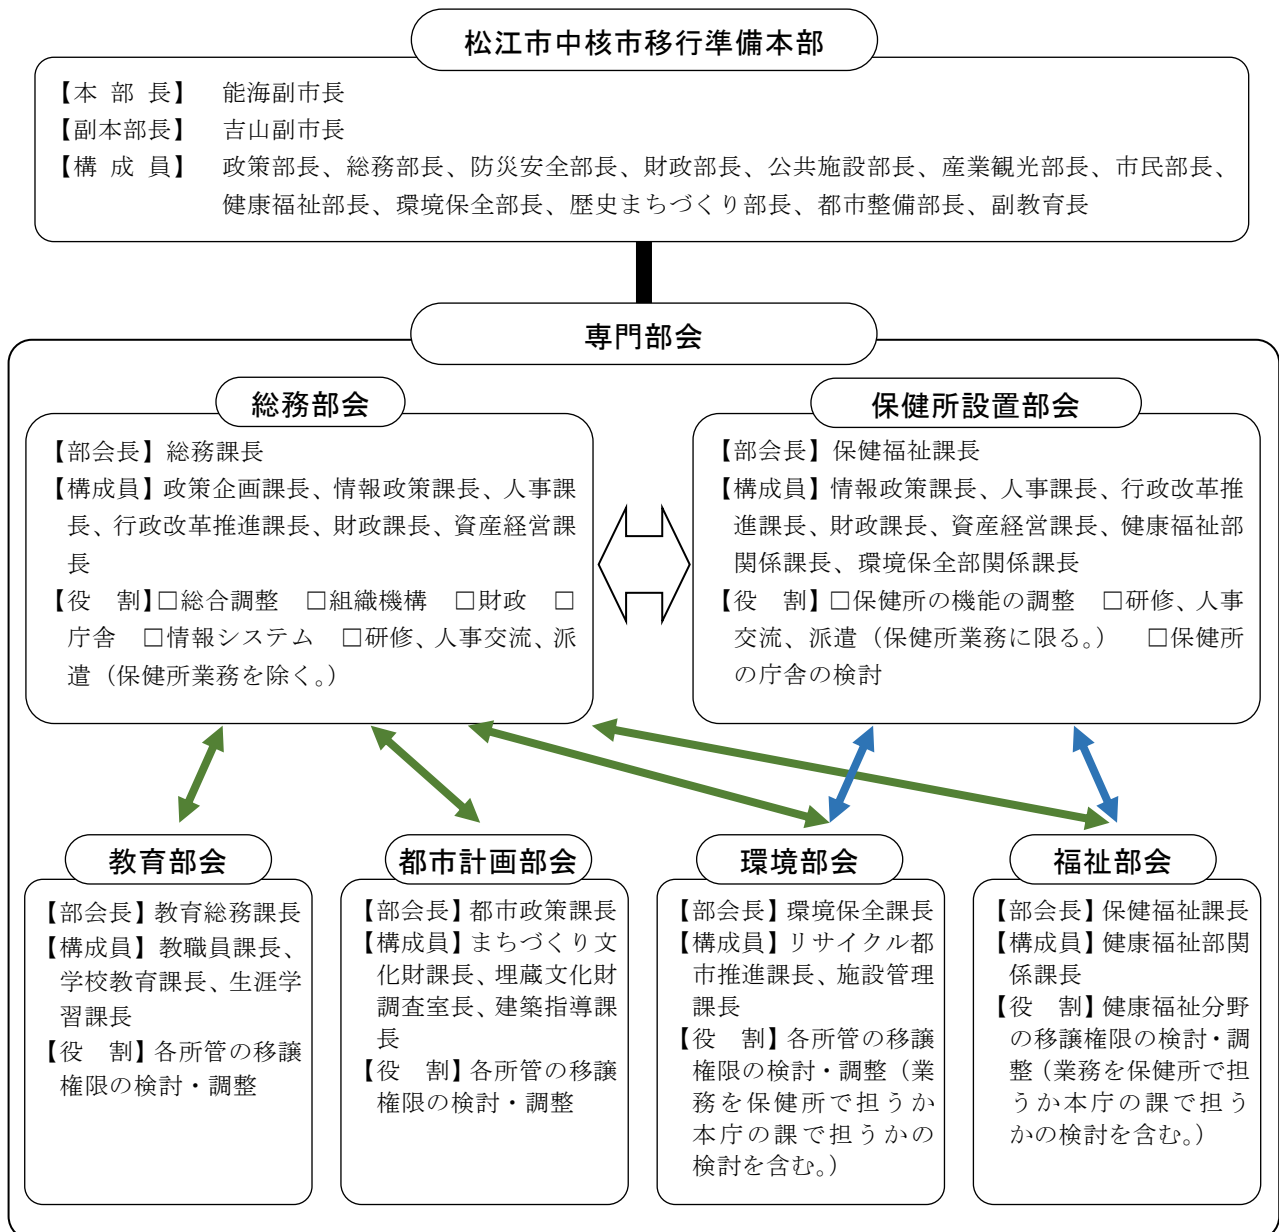 松江市中核市移行準備本部
【本 部 長】　能海副市長
【副本部長】　吉山副市長
【構 成 員】　政策部長、総務部長、防災安全部長、財政部長、公共施設部長、産業観光部長、市民部長、
健康福祉部長、環境保全部長、歴史まちづくり部長、都市整備部長、副教育長
専門部会
総務部会
【部会長】総務課長
【構成員】政策企画課長、情報政策課長、人事課
長、行政改革推進課長、財政課長、資産経営課
長
【役　割】□総合調整　□組織機構　□財政　□
庁舎　□情報システム　□研修、人事交流、派
遣（保健所業務を除く。）
保健所設置部会
【部会長】保健福祉課長
【構成員】情報政策課長、人事課長、行政改革推
進課長、財政課長、資産経営課長、健康福祉部
関係課長、環境保全部関係課長
【役　割】□保健所の機能の調整　□研修、人事
交流、派遣（保健所業務に限る。）　□保健所
の庁舎の検討
教育部会
【部会長】教育総務課長
【構成員】教職員課長、
学校教育課長、生涯学
習課長
【役　割】各所管の移譲
権限の検討・調整
都市計画部会
【部会長】都市政策課長
【構成員】まちづくり文
化財課長、埋蔵文化財
調査室長、建築指導課
長
【役　割】各所管の移譲
権限の検討・調整
環境部会
【部会長】環境保全課長
【構成員】リサイクル都
市推進課長、施設管理
課長
【役　割】各所管の移譲
権限の検討・調整（業
務を保健所で担うか
本庁の課で担うかの
検討を含む。）
福祉部会
【部会長】保健福祉課長
【構成員】健康福祉部関
係課長
【役　割】健康福祉分野
の移譲権限の検討・調
整（業務を保健所で担
うか本庁の課で担う
かの検討を含む。）